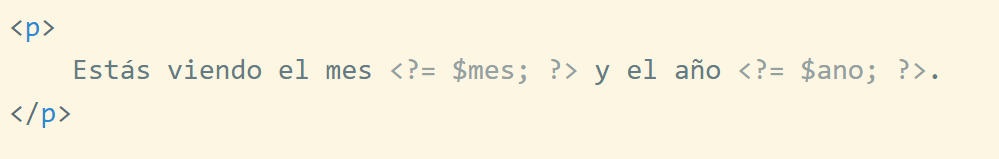 <p>
Estás viendo el mes <?= $mes; ?> y el año <?= $ano; ?>.
</p>